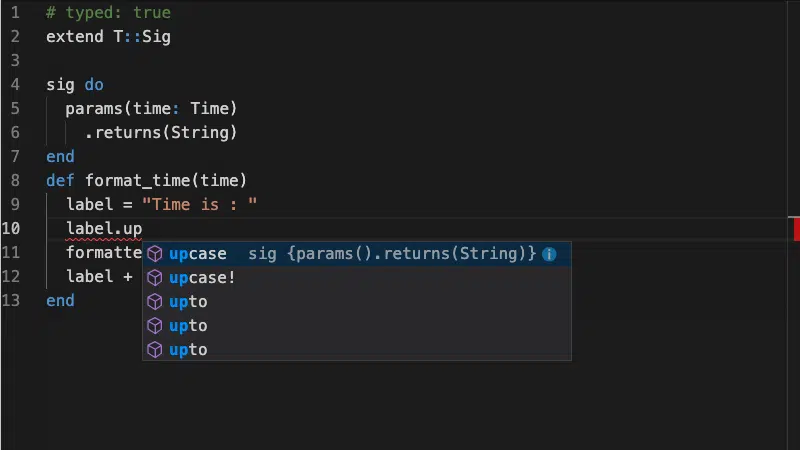 1 # typed: true
2 extend T::Sig
3
4 sig do
5 params(time: Time)
6 .returns(String)
7 end
8 def format_time(time)
9 label = "Time is : "
10 label.up
upcase sig {params().returns(String)} i
11 formatte
upcase!
12 label +
upto
13 end
upto
upto